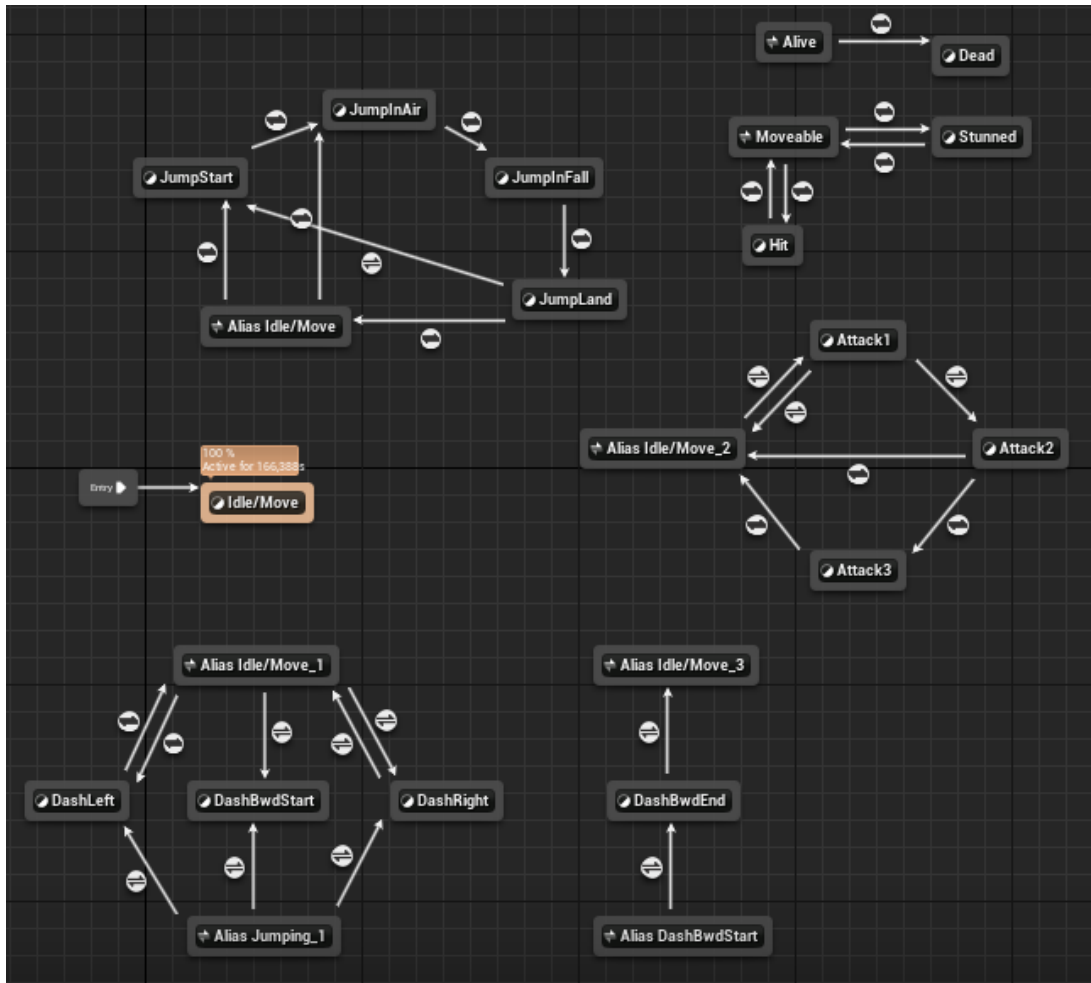 Alive
Dead
JumpInAir
Moveable
Stunned
JumpStart
JumpInFall
Hit
JumpLand
Alias Idle/Move
Attack1
Alias Idle/Move_2
Attack2
100 %
Active for 166,388s
Entry
Idle/Move
Attack3
Alias Idle/Move_1
Alias Idle/Move_3
DashLeft
DashBwdStart
DashRight
DashBwdEnd
Alias Jumping_1
Alias DashBwdStart